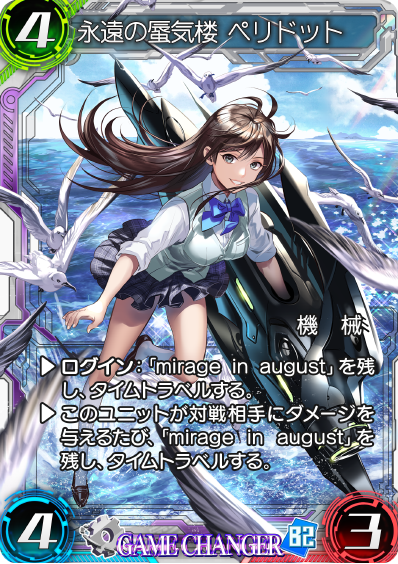 4
永遠の蜃気楼 ペリドット
機械
▶ログイン：「mirage in august」を残
し、タイムトラベルする。
▶このユニットが対戦相手にダメージを
与えるたび、「mirage in august」を
残し、タイムトラベルする。
4
GAME CHANGER
B2
3